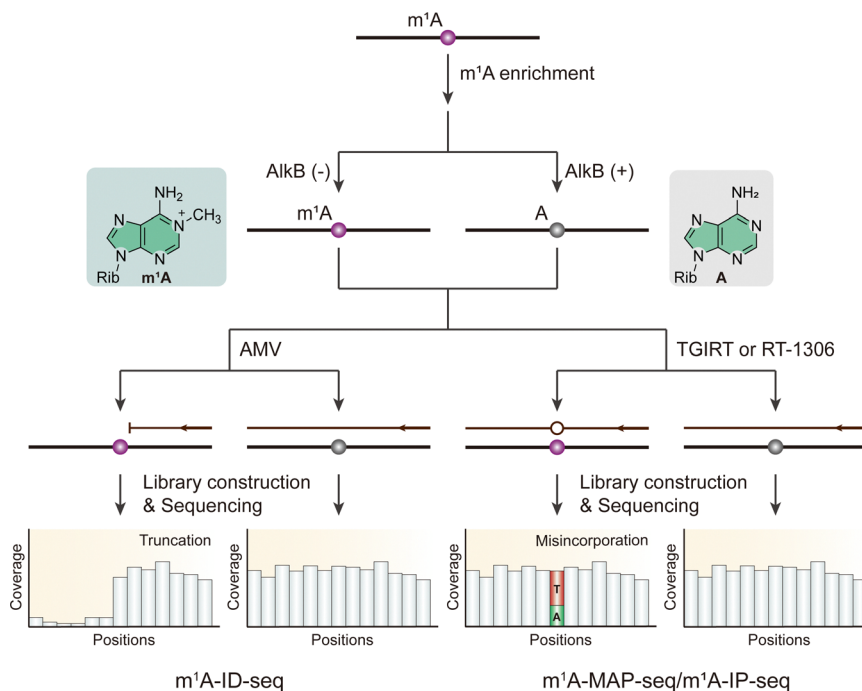 m¹A
m¹A enrichment
AlkB (-)
AlkB (+)
NH₂
N
N⁺
CH₃
N
N
Rib
m¹A
m¹A
A
NH₂
N
N
N
N
Rib
A
AMV
TGIRT or RT-1306
Library construction
& Sequencing
Library construction
& Sequencing
Coverage
Truncation
Positions
Coverage
Positions
Coverage
Misincorporation
T
A
Positions
Coverage
Positions
m¹A-ID-seq
m¹A-MAP-seq/m¹A-IP-seq